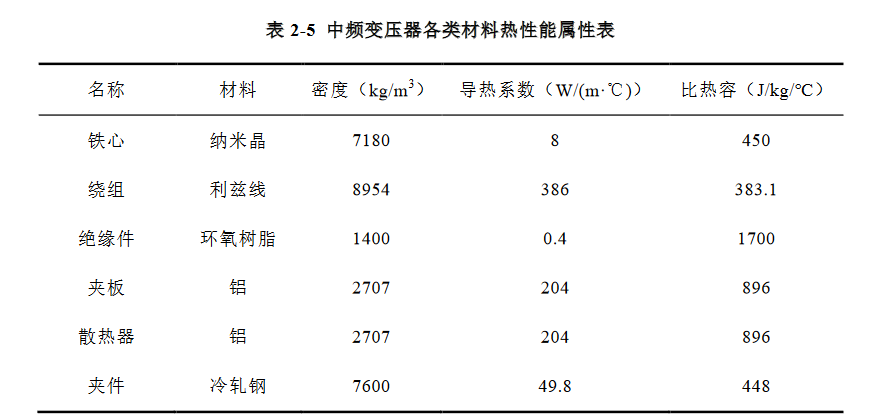 表 2-5 中频变压器各类材料热性能属性表
名称 材料 密度（kg/m³） 导热系数（W/(m·℃)） 比热容（J/kg/℃）
铁心 纳米晶 7180 8 450
绕组 利兹线 8954 386 383.1
绝缘件 环氧树脂 1400 0.4 1700
夹板 铝 2707 204 896
散热器 铝 2707 204 896
夹件 冷轧钢 7600 49.8 448